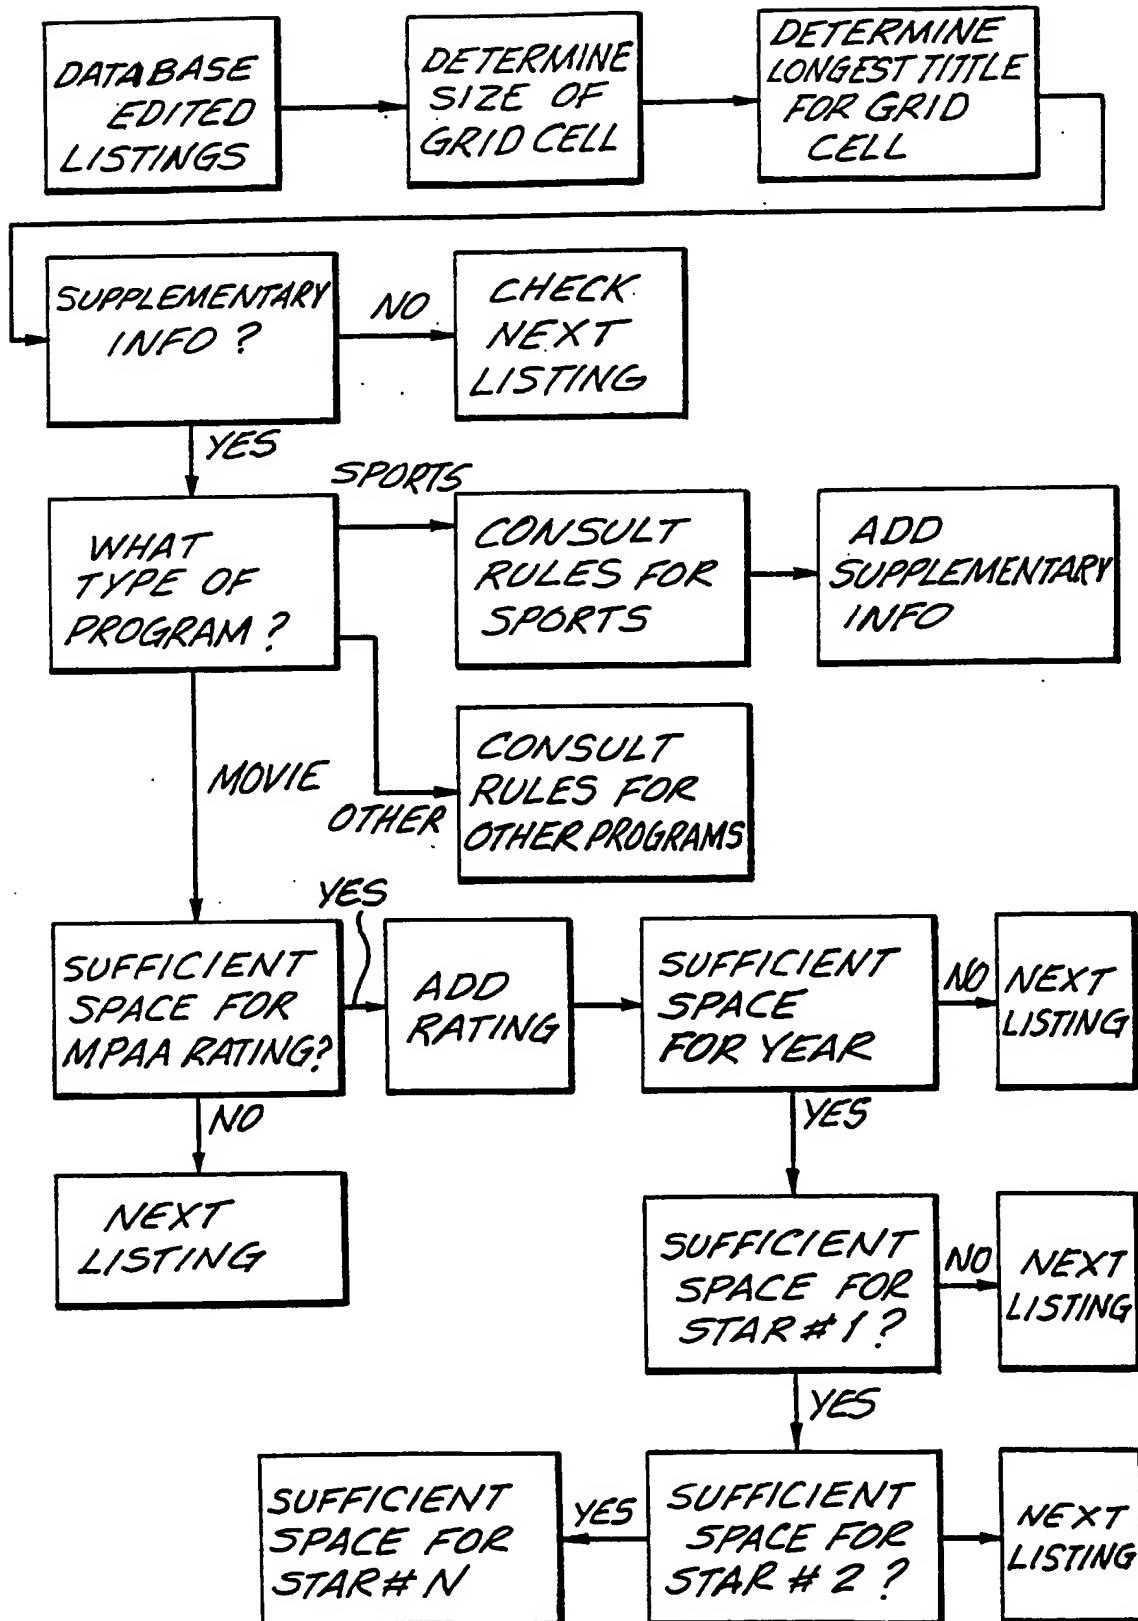 DATABASE
EDITED
LISTINGS
DETERMINE
SIZE OF
GRID CELL
DETERMINE
LONGEST TITTLE
FOR GRID
CELL
SUPPLEMENTARY
INFO ?
NO
CHECK
NEXT
LISTING
YES
SPORTS
WHAT
TYPE OF
PROGRAM ?
CONSULT
RULES FOR
SPORTS
ADD
SUPPLEMENTARY
INFO
MOVIE
OTHER
CONSULT
RULES FOR
OTHER PROGRAMS
YES
SUFFICIENT
SPACE FOR
MPAA RATING?
ADD
RATING
SUFFICIENT
SPACE
FOR YEAR
NO
NEXT
LISTING
NO
YES
NEXT
LISTING
SUFFICIENT
SPACE FOR
STAR #1 ?
NO
NEXT
LISTING
YES
SUFFICIENT
SPACE FOR
STAR # N
YES
SUFFICIENT
SPACE FOR
STAR #2 ?
NEXT
LISTING